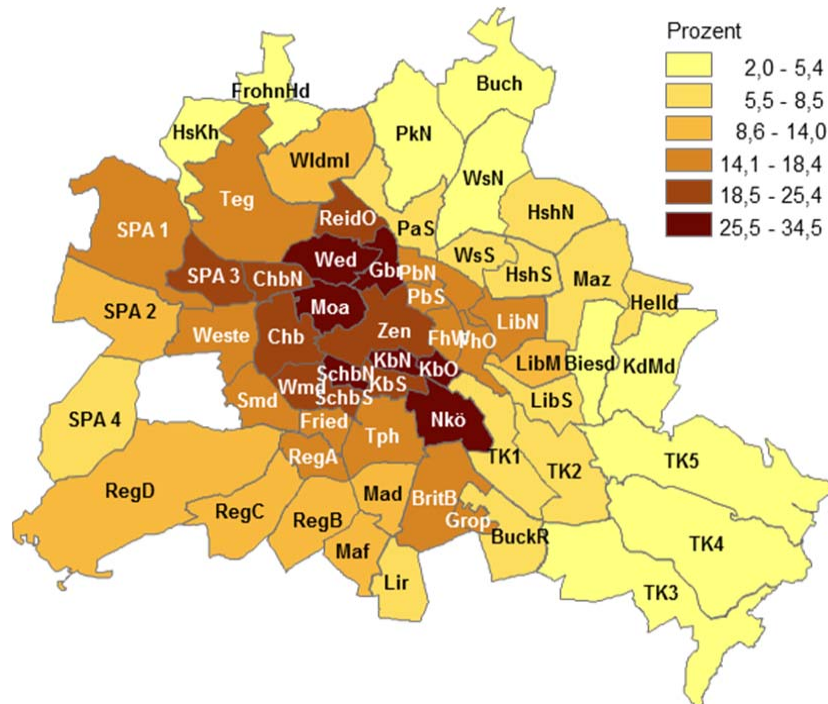 Prozent
2,0 - 5,4
5,5 - 8,5
8,6 - 14,0
14,1 - 18,4
18,5 - 25,4
25,5 - 34,5
Buch
FrohnHd
HsKh
PkN
Wldml
WsN
Teg
HshN
ReidO
PaS
SPA 1
WsS
Wed
Gbr
PbN
HshS
Maz
SPA 3
ChbN
PbS
Helld
Moa
SPA 2
LibN
Weste
Chb
Zen
FhW
FhO
KbN
LibM
Biesd
KdMd
SchbN
KbO
Wmd
KbS
SchbS
LibS
Smd
SPA 4
Fried
Nkö
Tph
TK1
RegA
TK2
TK5
RegD
Mad
BritB
RegC
RegB
Grop
BuckR
TK4
Maf
Lir
TK3